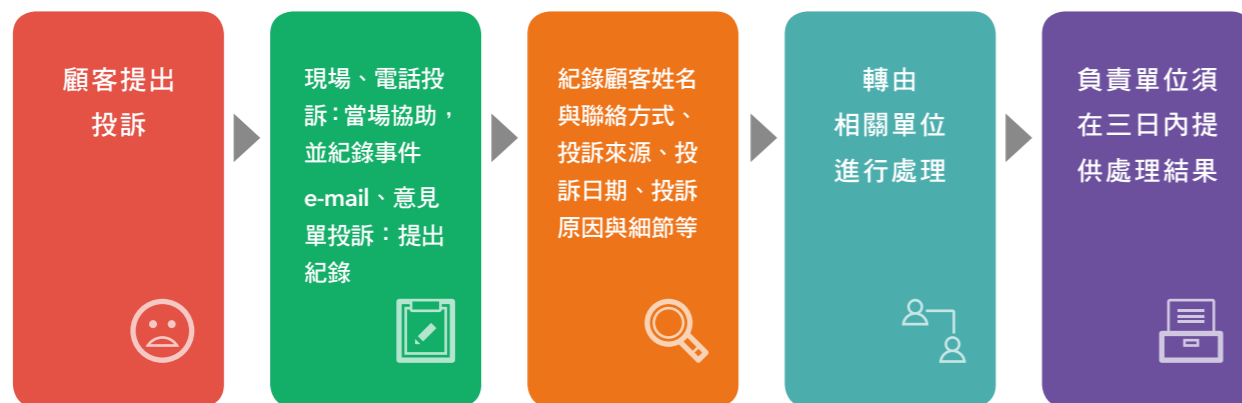 顧客提出
投訴
現場、電話投
訴：當場協助，
並紀錄事件
e-mail、意見
單投訴：提出
紀錄
紀錄顧客姓名
與聯絡方式、
投訴來源、投
訴日期、投訴
原因與細節等
轉由
相關單位
進行處理
負責單位須
在三日內提
供處理結果